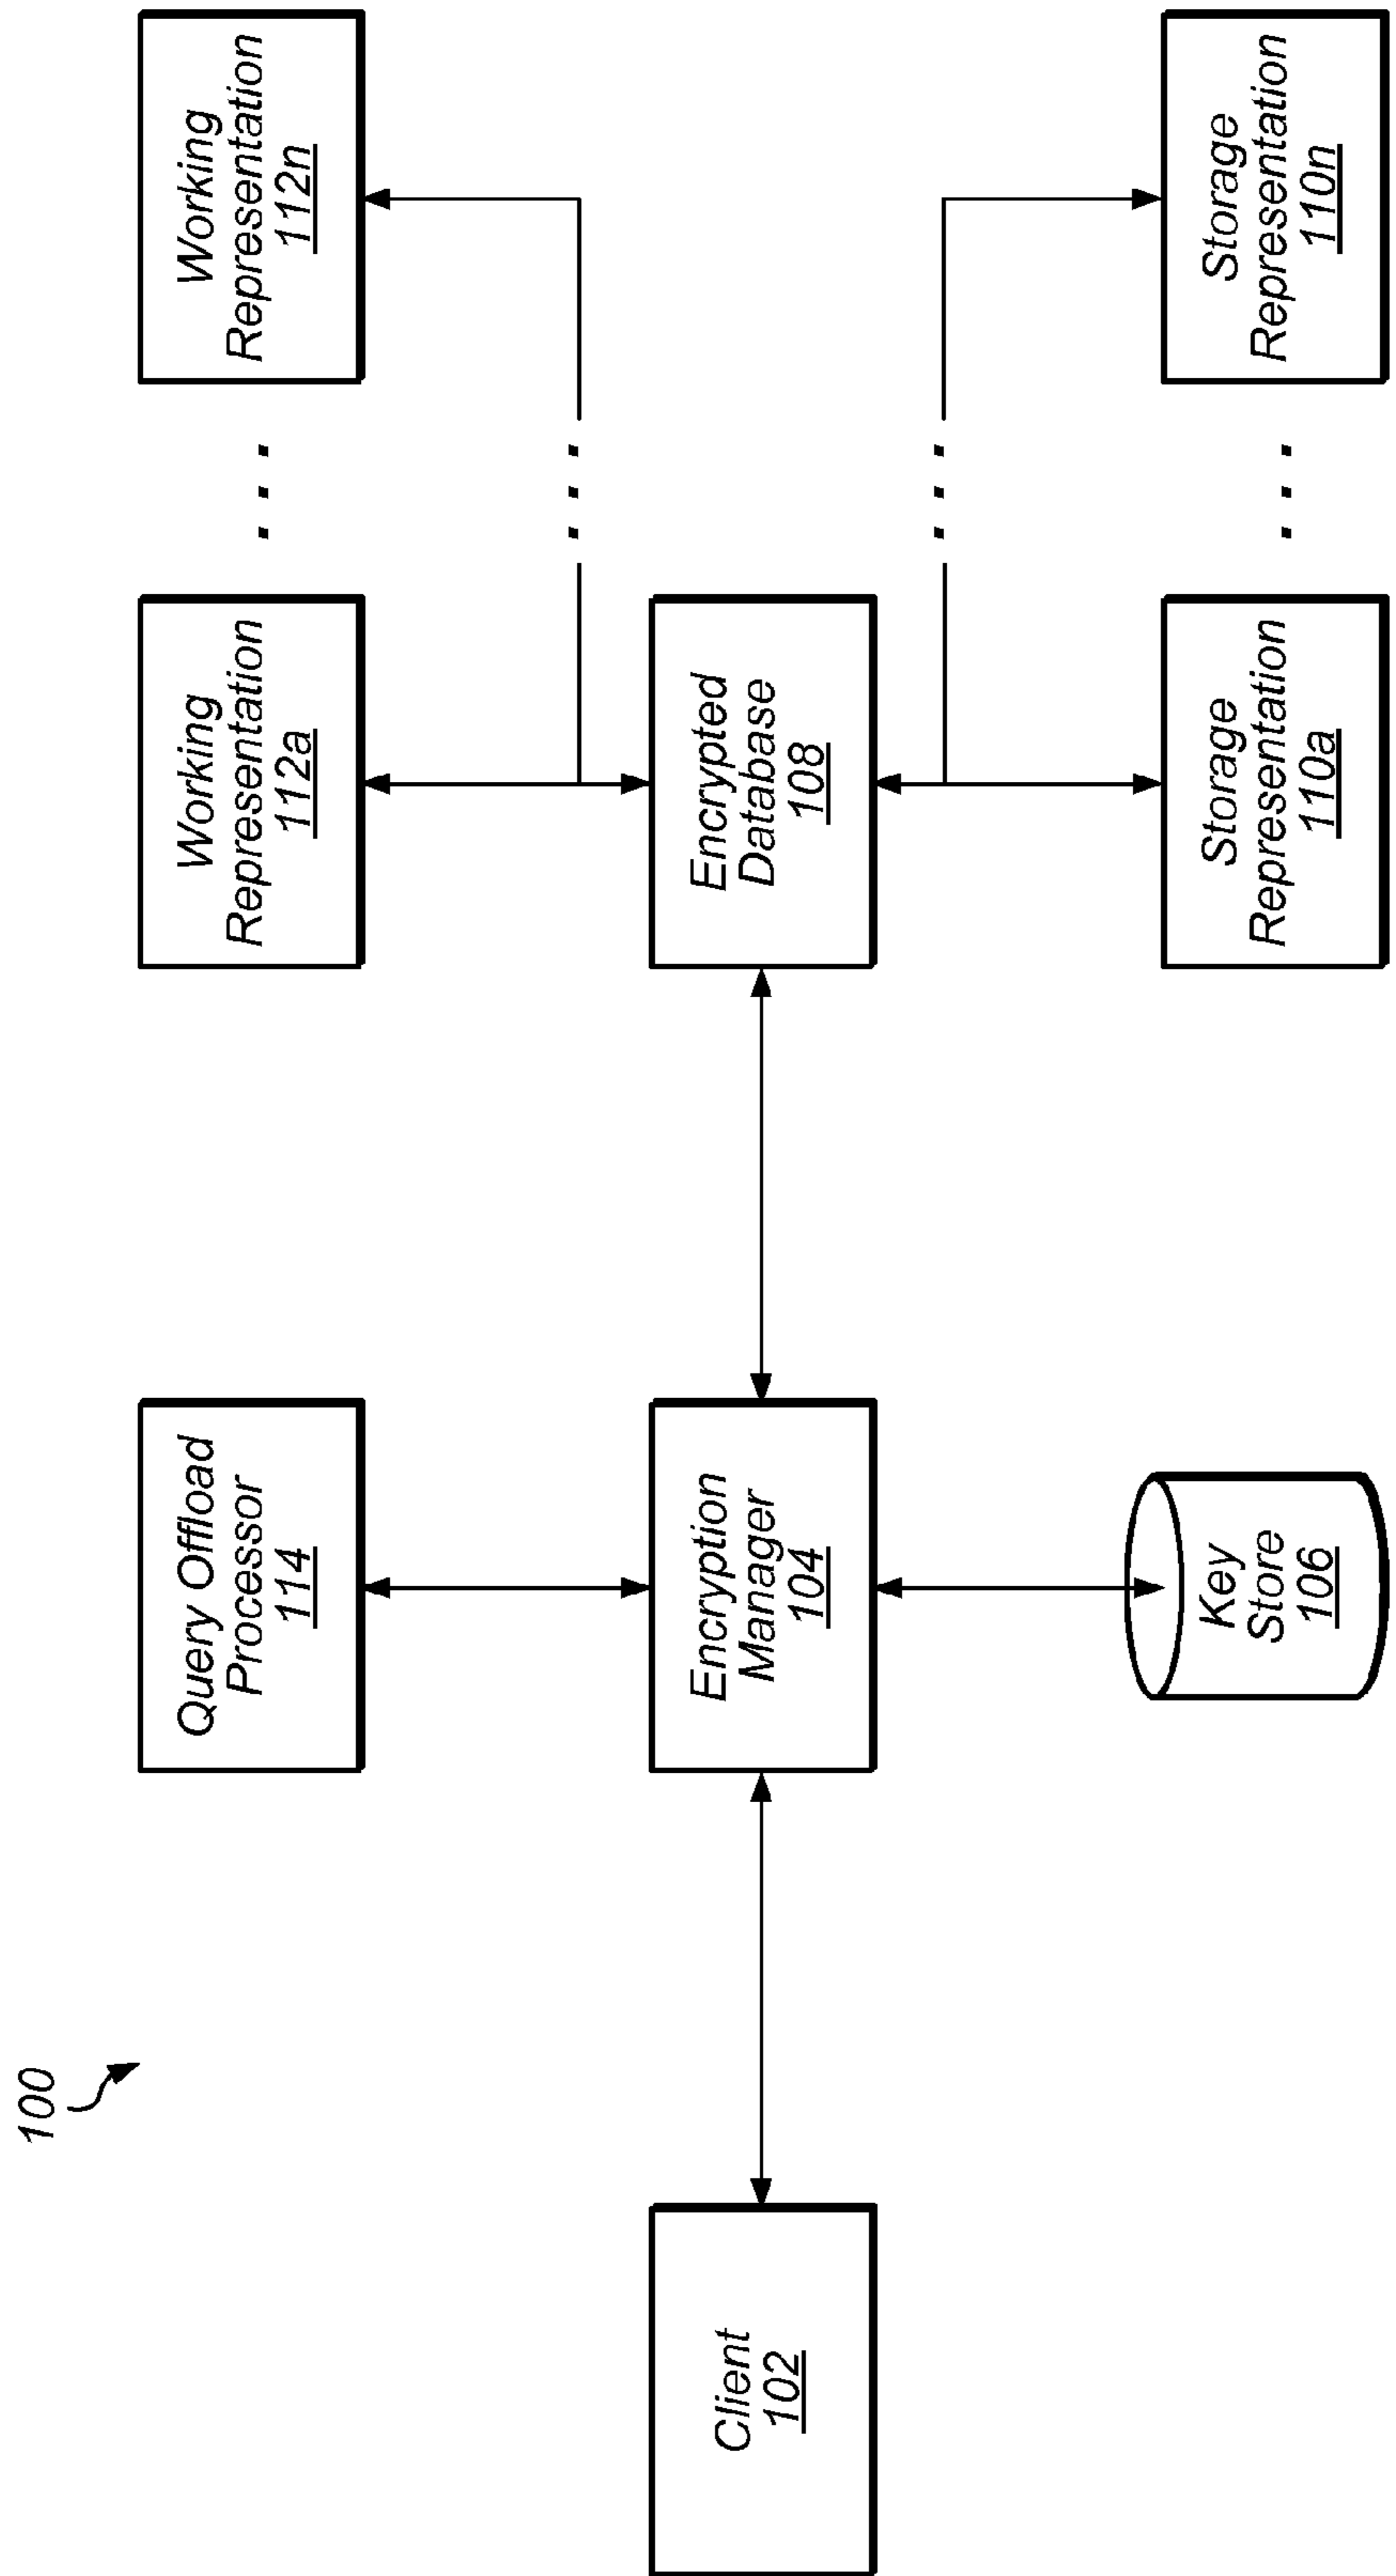 100
Query Offload
Processor
114
Working
Representation
112a
. . .
Working
Representation
112n
Client
102
Encryption
Manager
104
Encrypted
Database
108
. . .
. . .
Key
Store
106
Storage
Representation
110a
. . .
Storage
Representation
110n